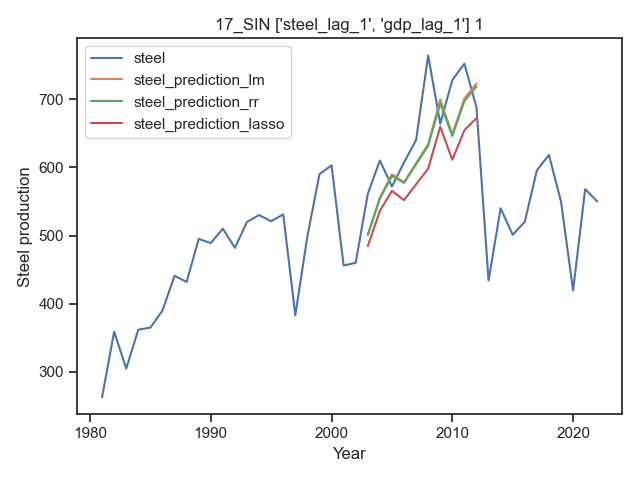 17_SIN ['steel_lag_1', 'gdp_lag_1'] 1
steel
steel_prediction_lm
steel_prediction_rr
steel_prediction_lasso
Steel production
700
600
500
400
300
1980
1990
2000
2010
2020
Year